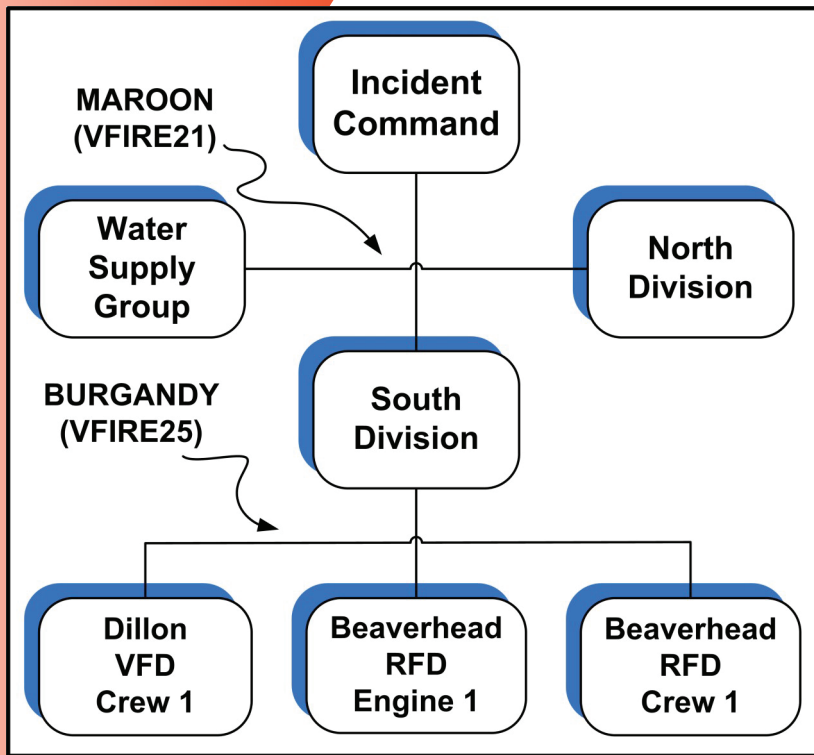 Incident
Command
MAROON
(VFIRE21)
Water
Supply
Group
North
Division
South
Division
BURGANDY
(VFIRE25)
Dillon
VFD
Crew 1
Beaverhead
RFD
Engine 1
Beaverhead
RFD
Crew 1